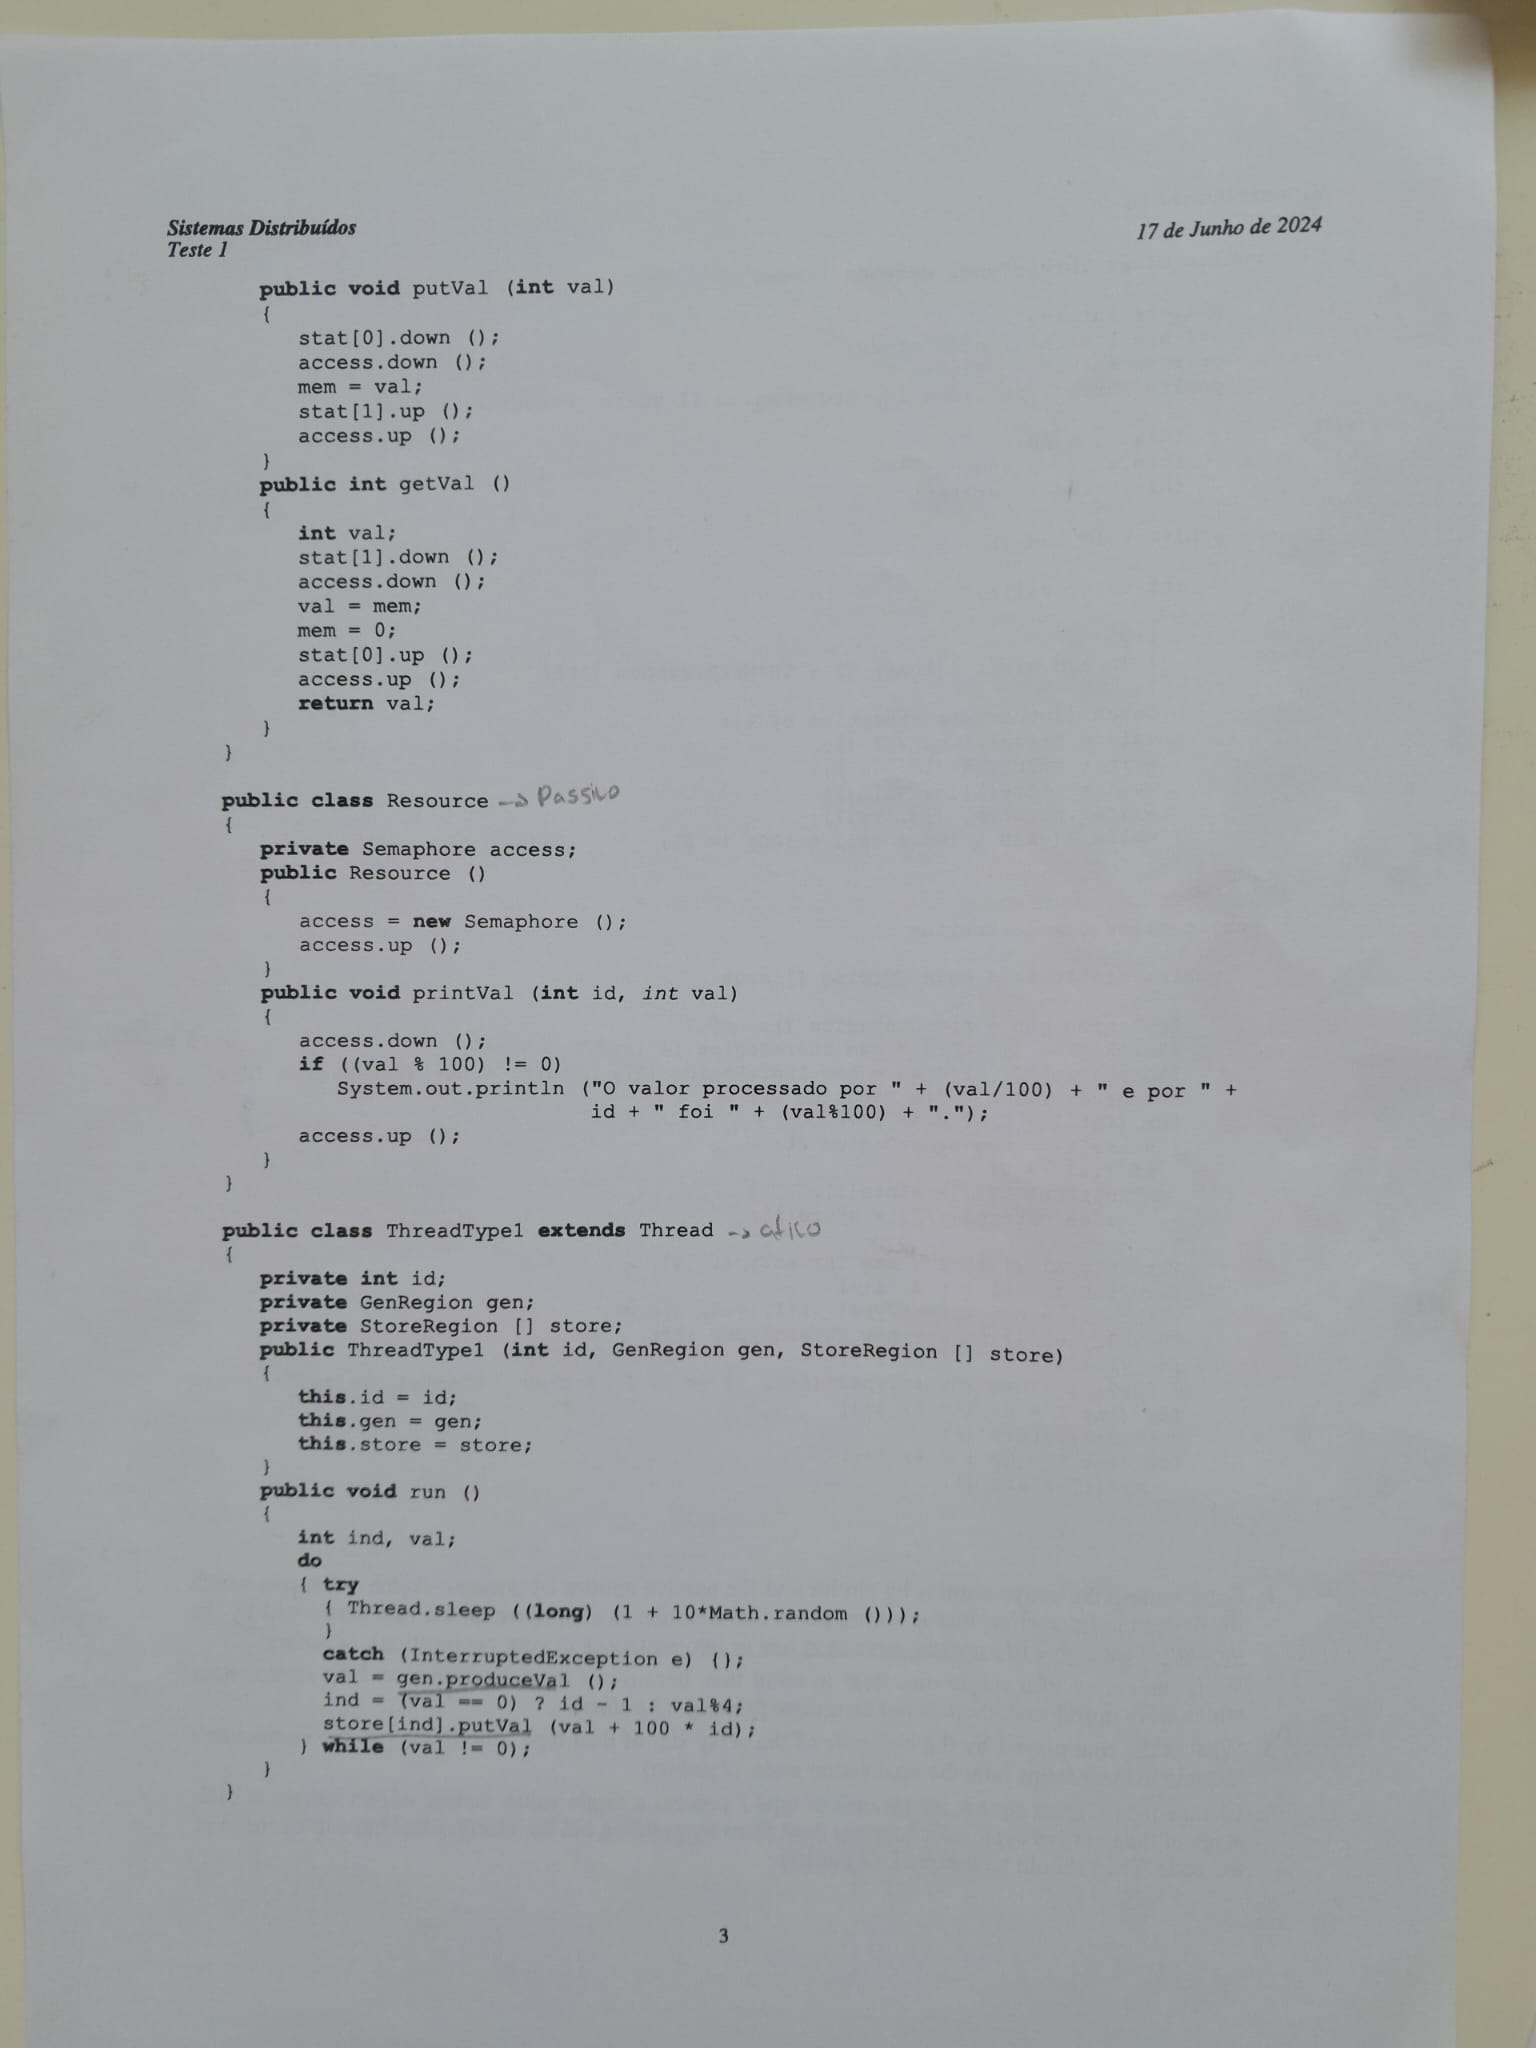 Sistemas Distribuídos
17 de Junho de 2024
Teste 1
public void putVal (int val)
{
stat[0].down ();
access.down ();
mem = val;
stat[1].up ();
access.up ();
}
public int getVal ()
{
int val;
stat[1].down ();
access.down ();
val = mem;
mem = 0;
stat[0].up ();
access.up ();
return val;
}
}
public class Resource -> Passivo
{
private Semaphore access;
public Resource ()
{
access = new Semaphore ();
access.up ();
}
public void printVal (int id, int val)
{
access.down ();
if ((val % 100) != 0)
System.out.println ("O valor processado por " + (val/100) + " e por " +
id + " foi " + (val%100) + ".");
access.up ();
}
}
public class ThreadType1 extends Thread -> ativo
{
private int id;
private GenRegion gen;
private StoreRegion [] store;
public ThreadType1 (int id, GenRegion gen, StoreRegion [] store)
{
this.id = id;
this.gen = gen;
this.store = store;
}
public void run ()
{
int ind, val;
do
{ try
{ Thread.sleep ((long) (1 + 10*Math.random ()));
}
catch (InterruptedException e) {};
val = gen.produceVal ();
ind = (val == 0) ? id - 1 : val%4;
store[ind].putVal (val + 100 * id);
} while (val != 0);
}
}
3